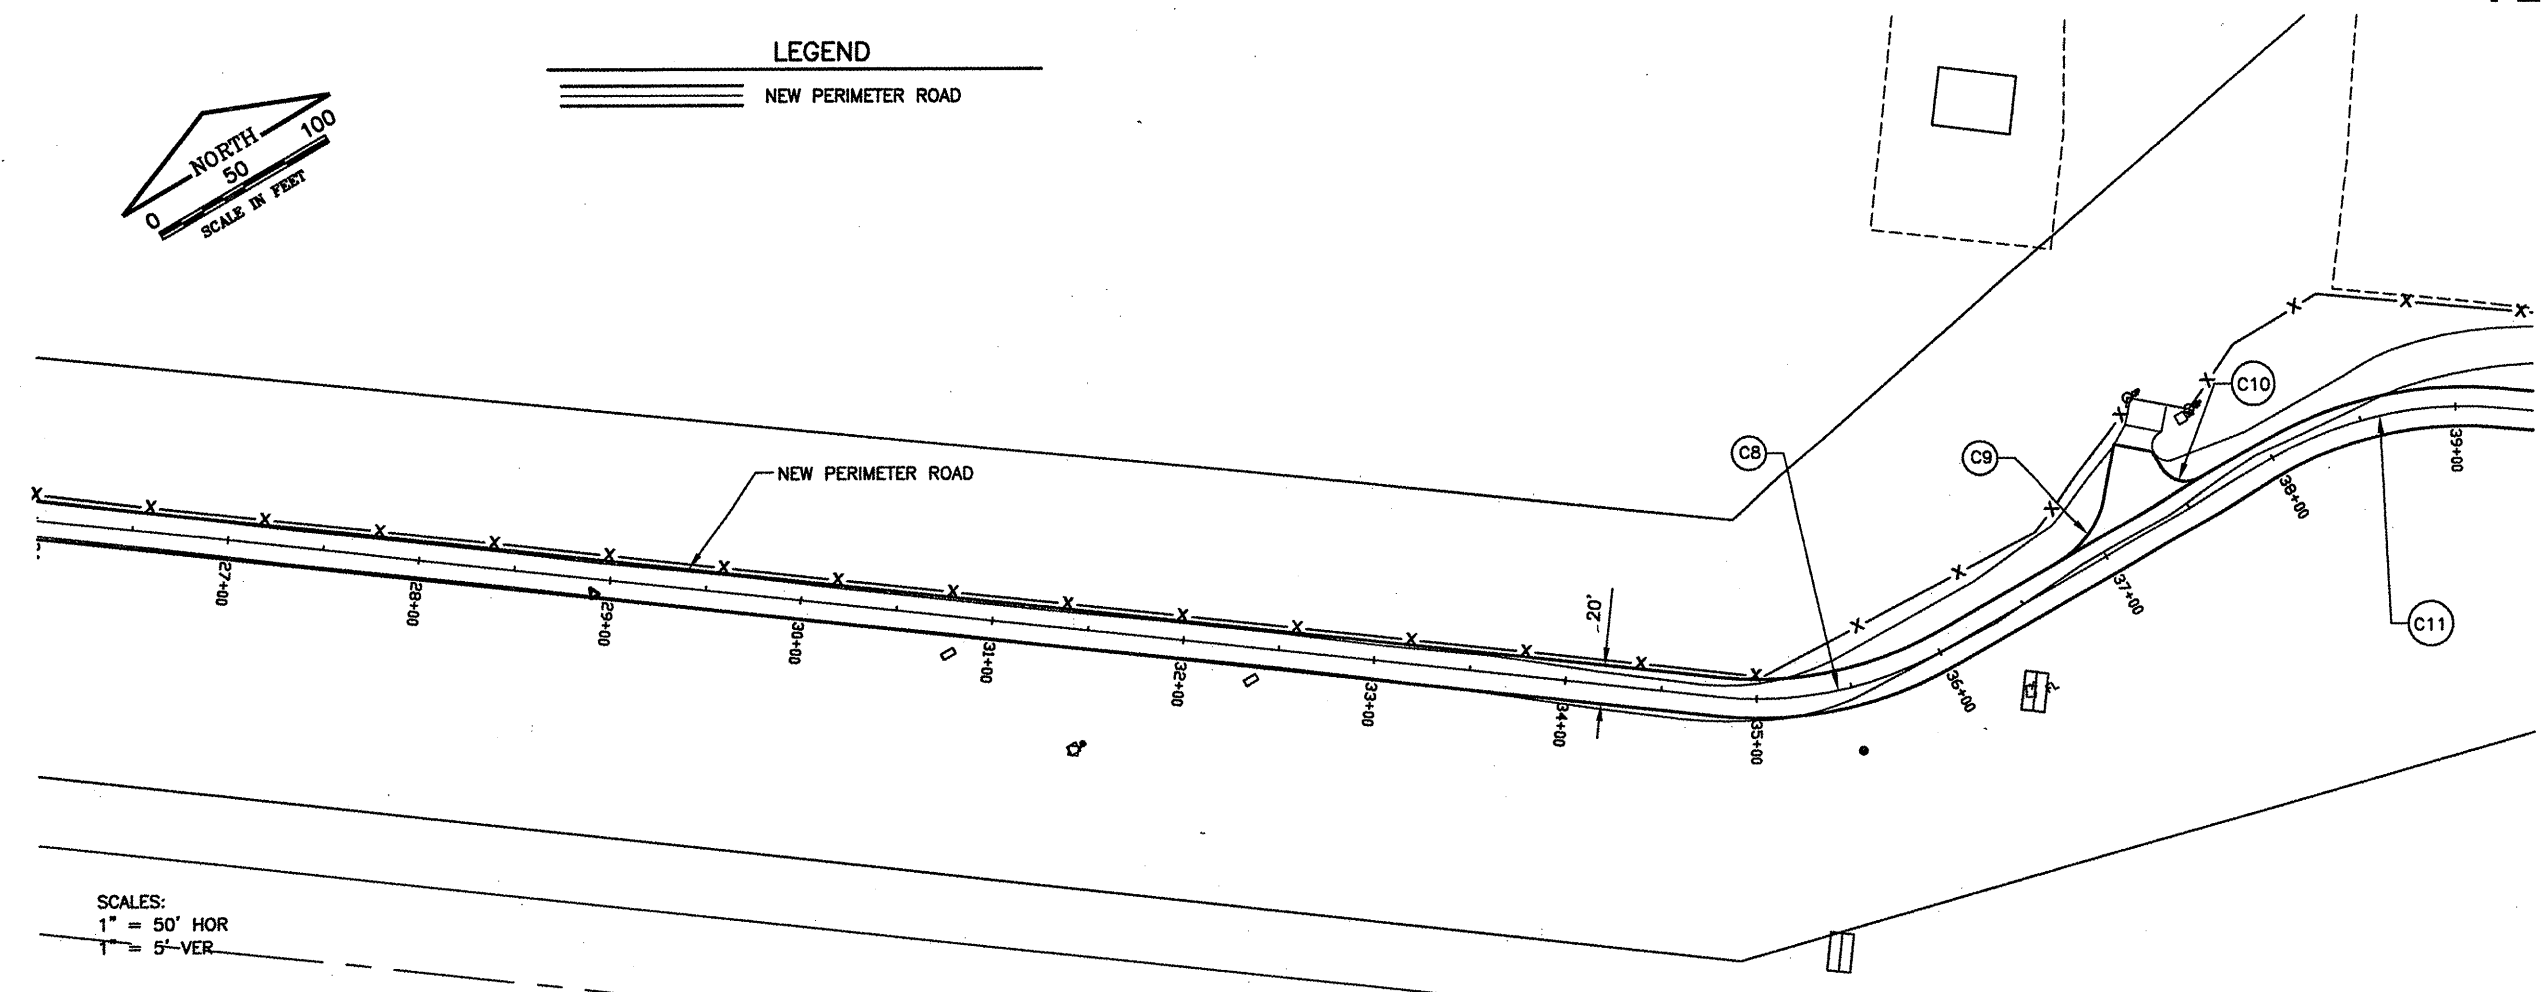 LEGEND
NEW PERIMETER ROAD
NORTH
0 50 100
SCALE IN FEET
C10
C8
C9
NEW PERIMETER ROAD
20'
C11
27+00
28+00
29+00
30+00
31+00
32+00
33+00
34+00
35+00
36+00
37+00
38+00
39+00
SCALES:
1" = 50' HOR
1" = 5' VER